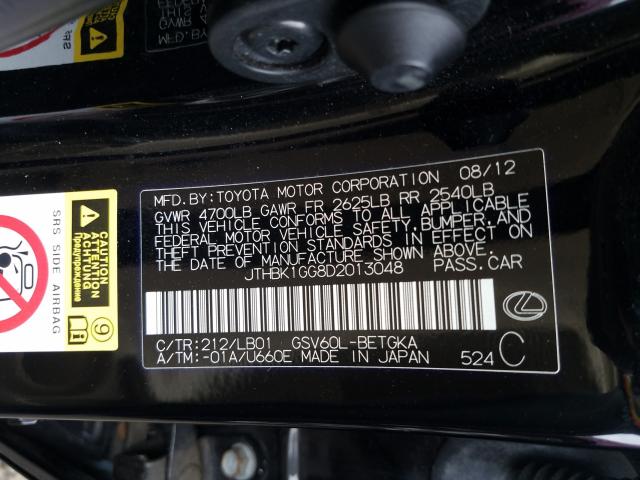 MFD.BY:TOYOTA MOTOR CORPORATION 08/12
GVWR 4700LB GAWR FR 2625LB RR 2540LB
THIS VEHICLE CONFORMS TO ALL APPLICABLE
FEDERAL MOTOR VEHICLE SAFETY,BUMPER,AND
THEFT PREVENTION STANDARDS IN EFFECT ON
THE DATE OF MANUFACTURE SHOWN ABOVE.
JTHBK1GG8D2013048 PASS.CAR
C/TR:212/LB01 GSV60L-BETGKA
A/TM:-01A/U660E MADE IN JAPAN 524 C
SRS SIDE AIRBAG
CAUTION
ATTENTION
Предупреждение
9